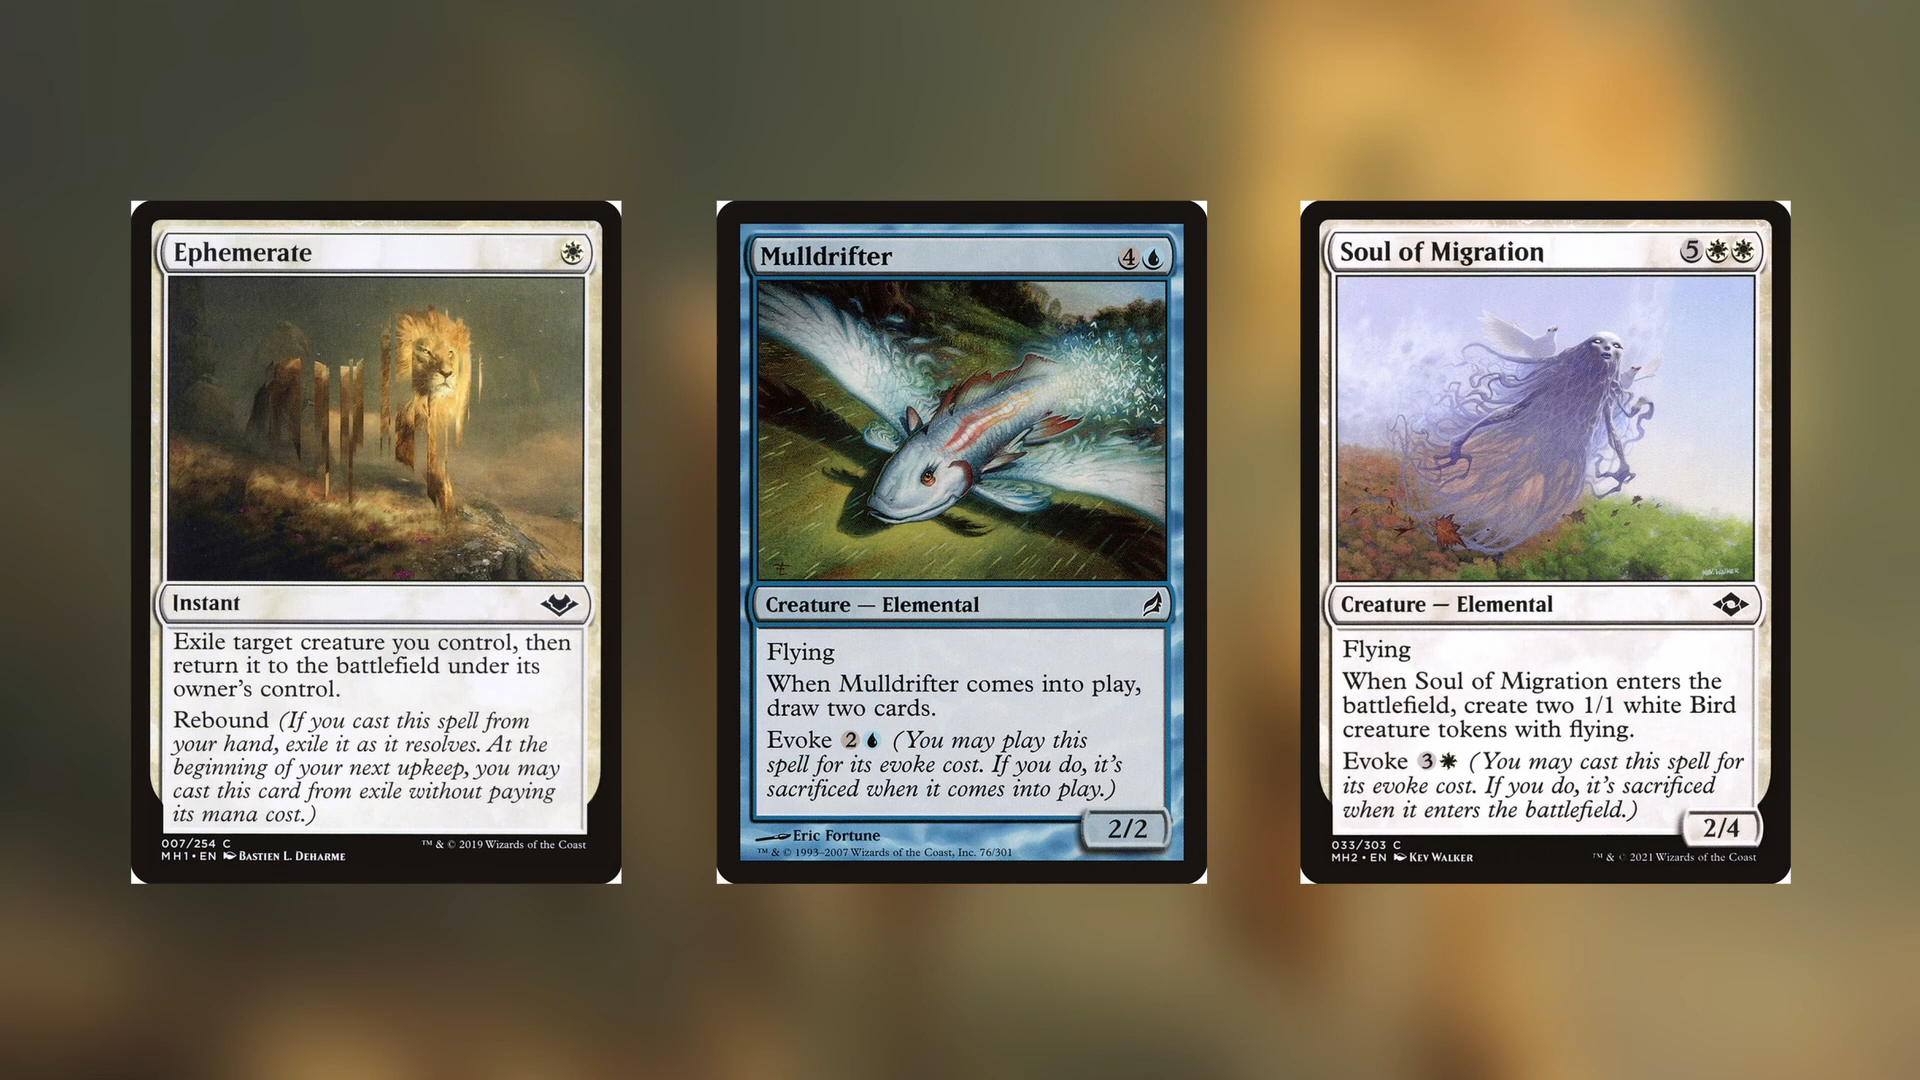 Ephemerate
Instant
Exile target creature you control, then
return it to the battlefield under its
owner's control.
Rebound (If you cast this spell from
your hand, exile it as it resolves. At the
beginning of your next upkeep, you may
cast this card from exile without paying
its mana cost.)
007/254 C
MH1 • EN Bastien L. Deharme
™ & © 2019 Wizards of the Coast
Mulldrifter 4
Creature — Elemental
Flying
When Mulldrifter comes into play,
draw two cards.
Evoke 2 (You may play this
spell for its evoke cost. If you do, it's
sacrificed when it comes into play.)
2/2
Eric Fortune
™ & © 1993–2007 Wizards of the Coast, Inc. 76/301
Soul of Migration 5
Kev. Walker
Creature — Elemental
Flying
When Soul of Migration enters the
battlefield, create two 1/1 white Bird
creature tokens with flying.
Evoke 3 (You may cast this spell for
its evoke cost. If you do, it's sacrificed
when it enters the battlefield.)
2/4
033/303 C
MH2 • EN Kev Walker
™ & © 2021 Wizards of the Coast